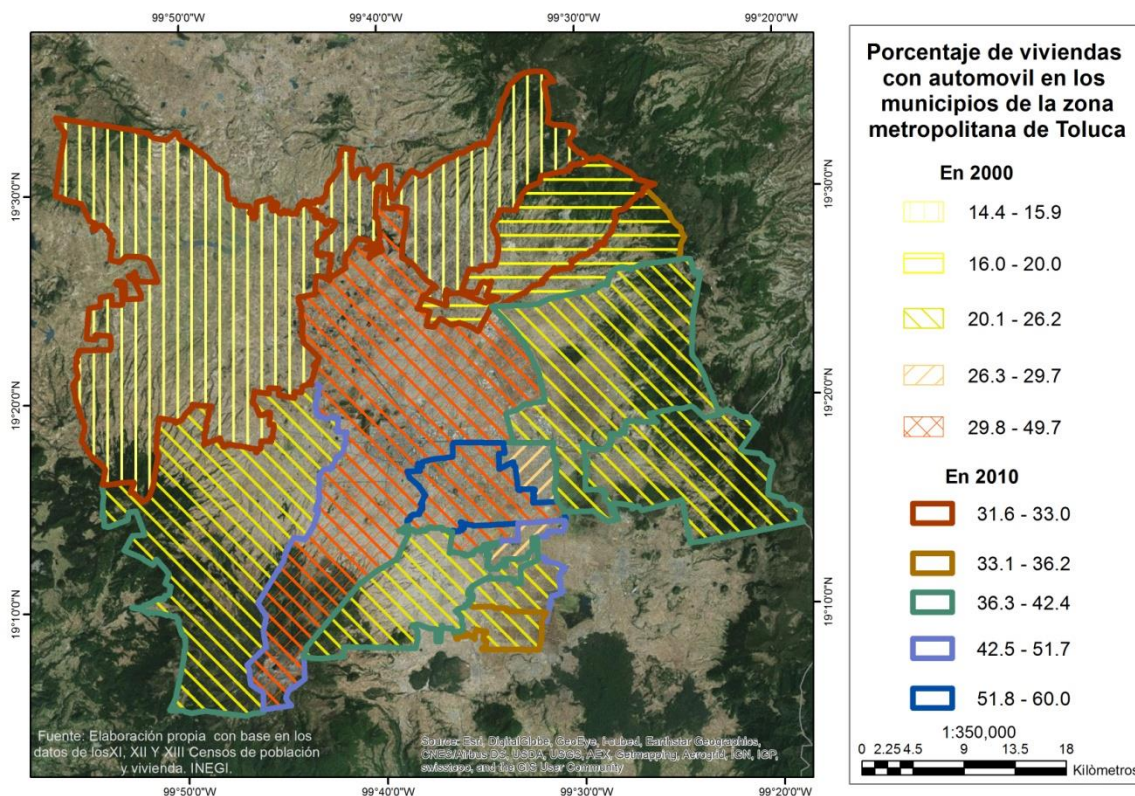 99°50'0"W 99°40'0"W 99°30'0"W 99°20'0"W
19°30'0"N 19°30'0"N
19°20'0"N 19°20'0"N
19°10'0"N 19°10'0"N
99°50'0"W 99°40'0"W 99°30'0"W 99°20'0"W
Fuente: Elaboración propia con base en los
datos de losXI, XII Y XIII Censos de población
y vivienda. INEGI.
Source: Esri, DigitalGlobe, GeoEye, i-cubed, Earthstar Geographics,
CNES/Airbus DS, USDA, USGS, AEX, Getmapping, Aerogrid, IGN, IGP,
swisstopo, and the GIS User Community
Porcentaje de viviendas
con automovil en los
municipios de la zona
metropolitana de Toluca
En 2000
14.4 - 15.9
16.0 - 20.0
20.1 - 26.2
26.3 - 29.7
29.8 - 49.7
En 2010
31.6 - 33.0
33.1 - 36.2
36.3 - 42.4
42.5 - 51.7
51.8 - 60.0
1:350,000
0 2.25 4.5 9 13.5 18
Kilòmetros